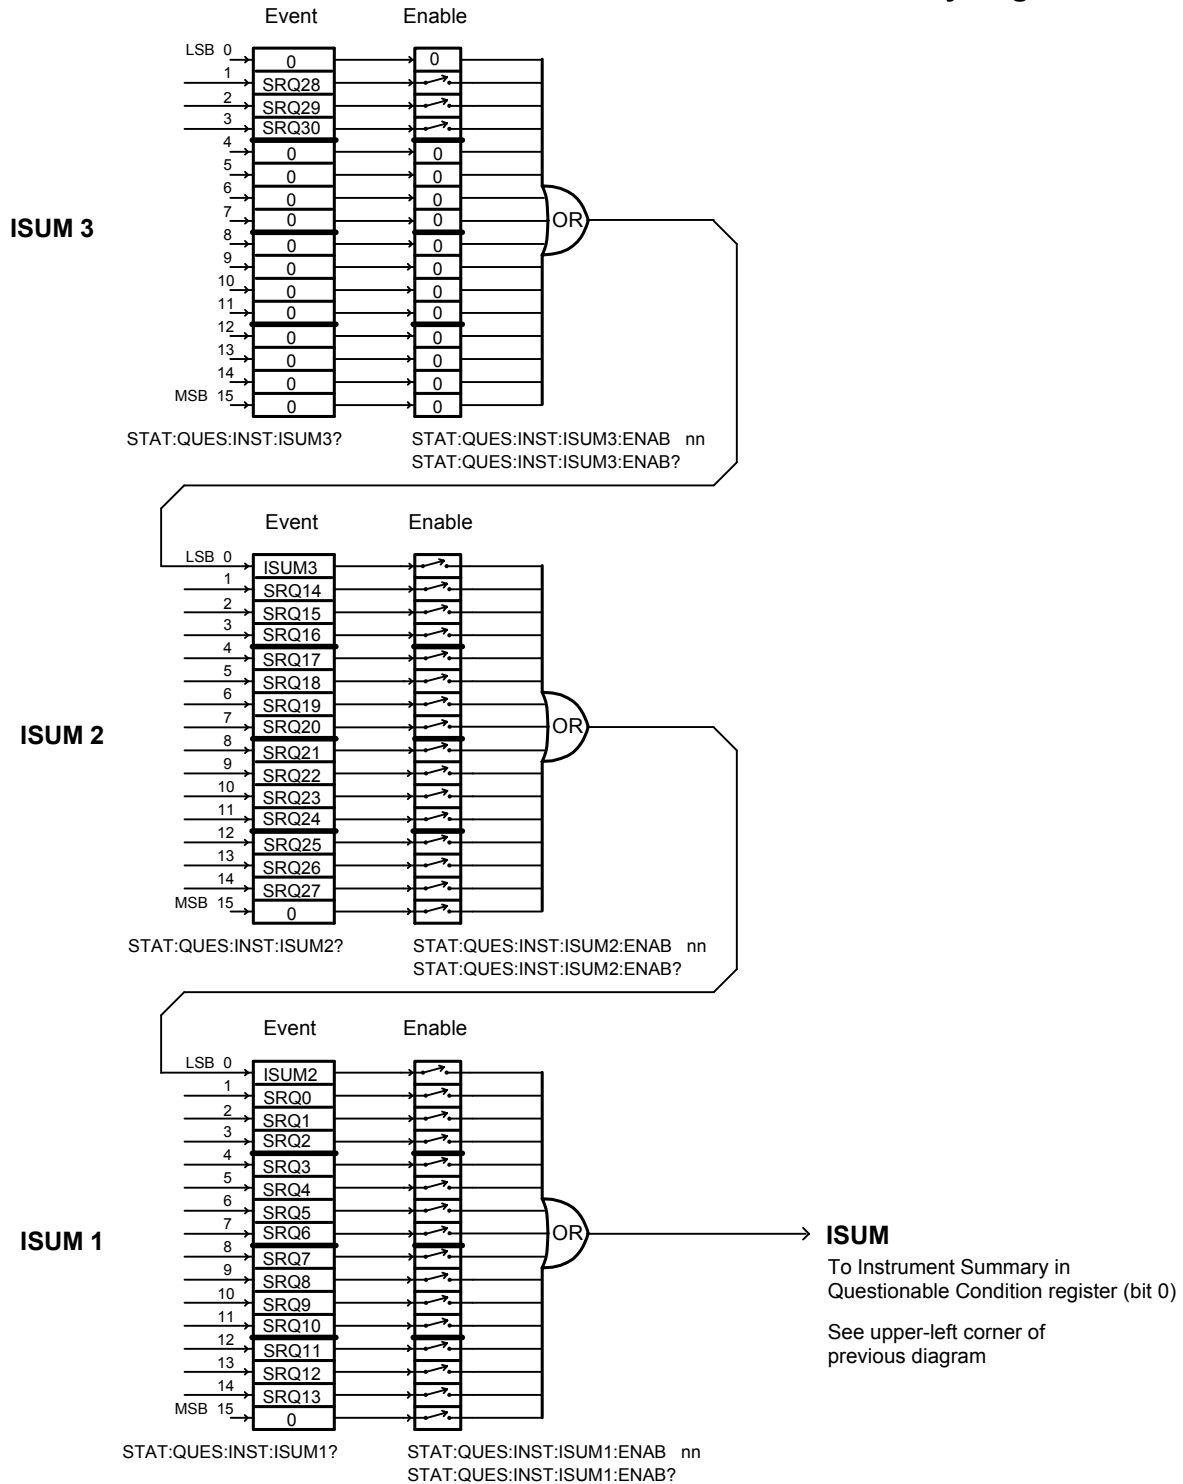 Event Enable
LSB 0 0 0
1 SRQ28
2 SRQ29
3 SRQ30
4 0 0
5 0 0
6 0 0
7 0 0
OR
ISUM 3
8 0 0
9 0 0
10 0 0
11 0 0
12 0 0
13 0 0
14 0 0
MSB 15 0 0
STAT:QUES:INST:ISUM3? STAT:QUES:INST:ISUM3:ENAB nn
STAT:QUES:INST:ISUM3:ENAB?
Event Enable
LSB 0 ISUM3
1 SRQ14
2 SRQ15
3 SRQ16
4 SRQ17
5 SRQ18
6 SRQ19
7 SRQ20
OR
ISUM 2
8 SRQ21
9 SRQ22
10 SRQ23
11 SRQ24
12 SRQ25
13 SRQ26
14 SRQ27
MSB 15 0
STAT:QUES:INST:ISUM2? STAT:QUES:INST:ISUM2:ENAB nn
STAT:QUES:INST:ISUM2:ENAB?
Event Enable
LSB 0 ISUM2
1 SRQ0
2 SRQ1
3 SRQ2
4 SRQ3
5 SRQ4
6 SRQ5
7 SRQ6
OR
ISUM 1
8 SRQ7
9 SRQ8
10 SRQ9
11 SRQ10
12 SRQ11
13 SRQ12
14 SRQ13
MSB 15 0
ISUM
To Instrument Summary in
Questionable Condition register (bit 0)
See upper-left corner of
previous diagram
STAT:QUES:INST:ISUM1? STAT:QUES:INST:ISUM1:ENAB nn
STAT:QUES:INST:ISUM1:ENAB?